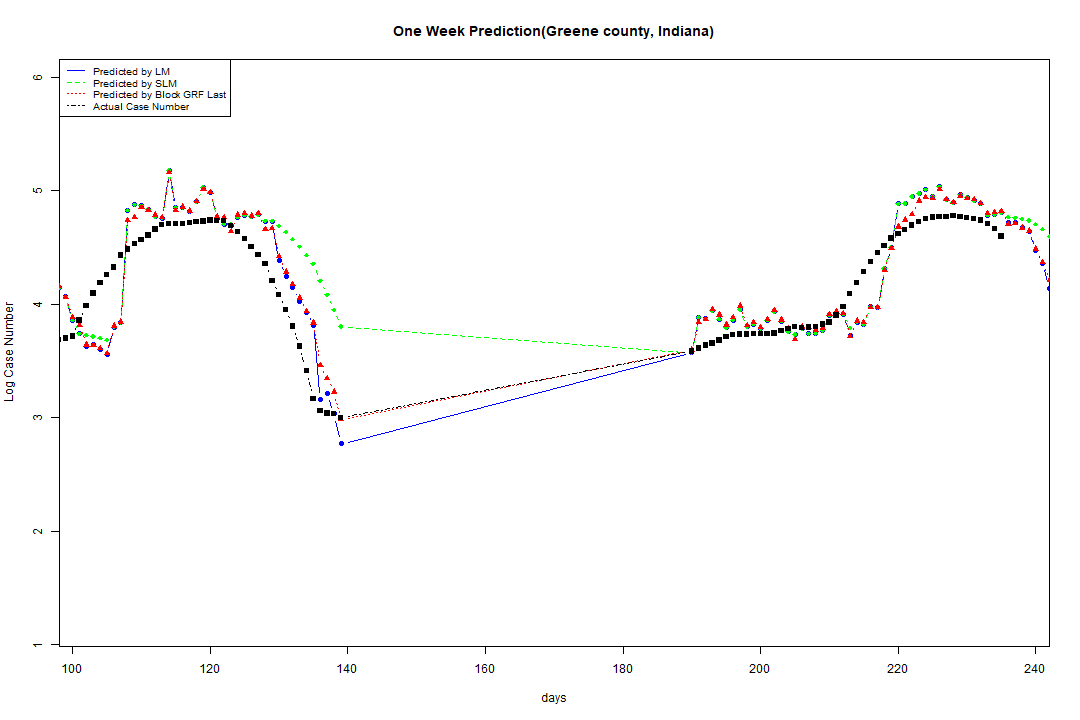 One Week Prediction(Greene county, Indiana)
Predicted by LM
Predicted by SLM
Predicted by Block GRF Last
Actual Case Number
6
5
4
3
2
1
Log Case Number
100 120 140 160 180 200 220 240
days